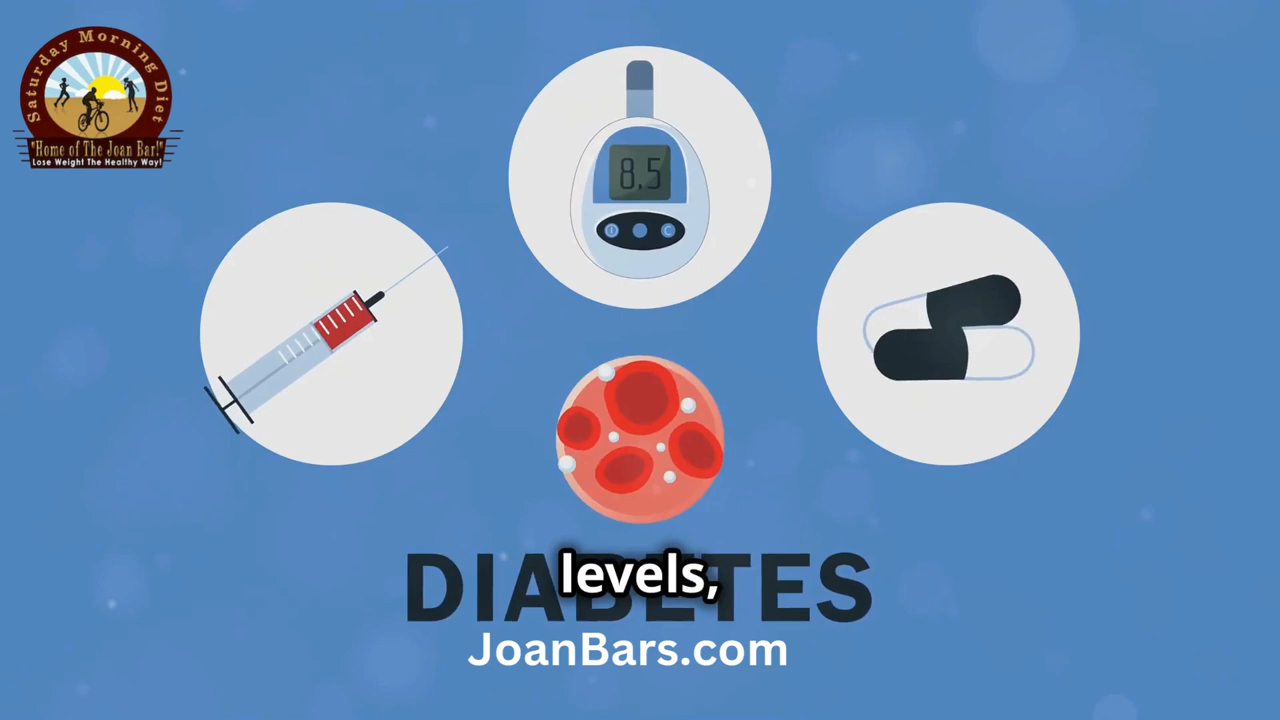 Saturday Morning Diet
"Home of The Joan Bar!"
Lose Weight The Healthy Way!
8.5
C
levels,
DIABETES
JoanBars.com